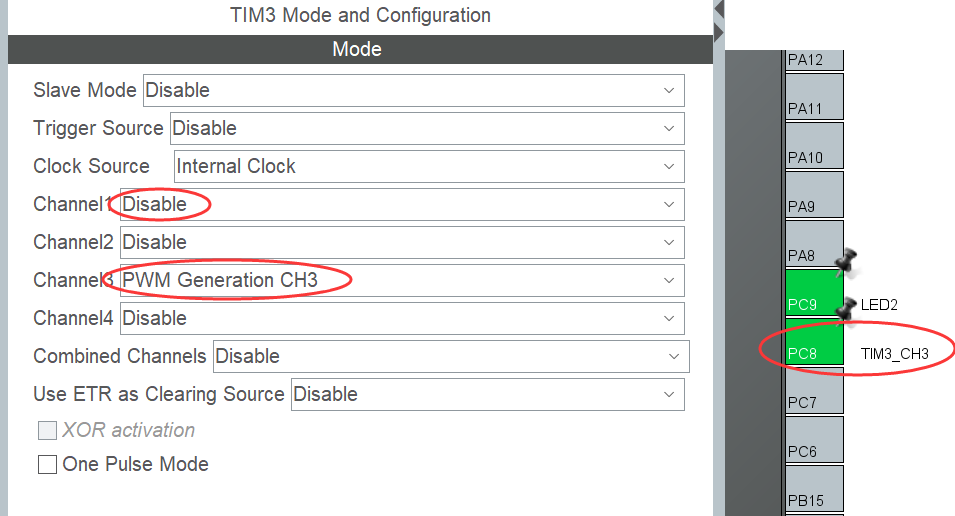 TIM3 Mode and Configuration
Mode
Slave Mode Disable
Trigger Source Disable
Clock Source Internal Clock
Channel1 Disable
Channel2 Disable
Channel3 PWM Generation CH3
Channel4 Disable
Combined Channels Disable
Use ETR as Clearing Source Disable
XOR activation
One Pulse Mode
PA12
PA11
PA10
PA9
PA8
PC9 LED2
PC8 TIM3_CH3
PC7
PC6
PB15